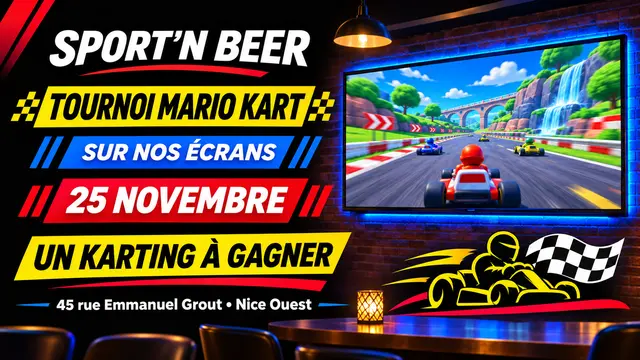 SPORT'N BEER
TOURNOI MARIO KART
SUR NOS ÉCRANS
25 NOVEMBRE
UN KARTING À GAGNER
45 rue Emmanuel Grout • Nice Ouest